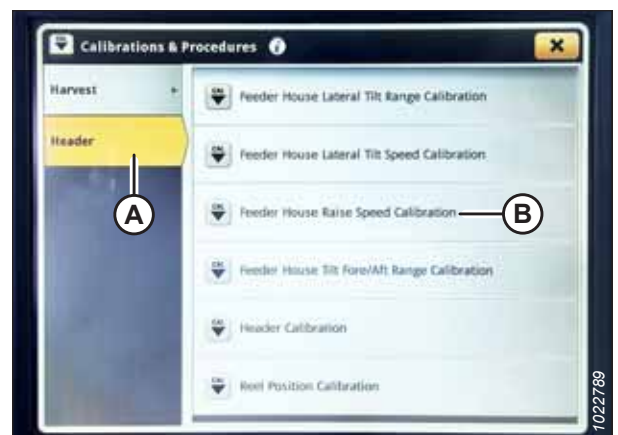 Calibrations & Procedures
Harvest
Header
Feeder House Lateral Tilt Range Calibration
Feeder House Lateral Tilt Speed Calibration
Feeder House Raise Speed Calibration
Feeder House Tilt Fore/Aft Range Calibration
Header Calibration
Reel Position Calibration
A
B
1022789